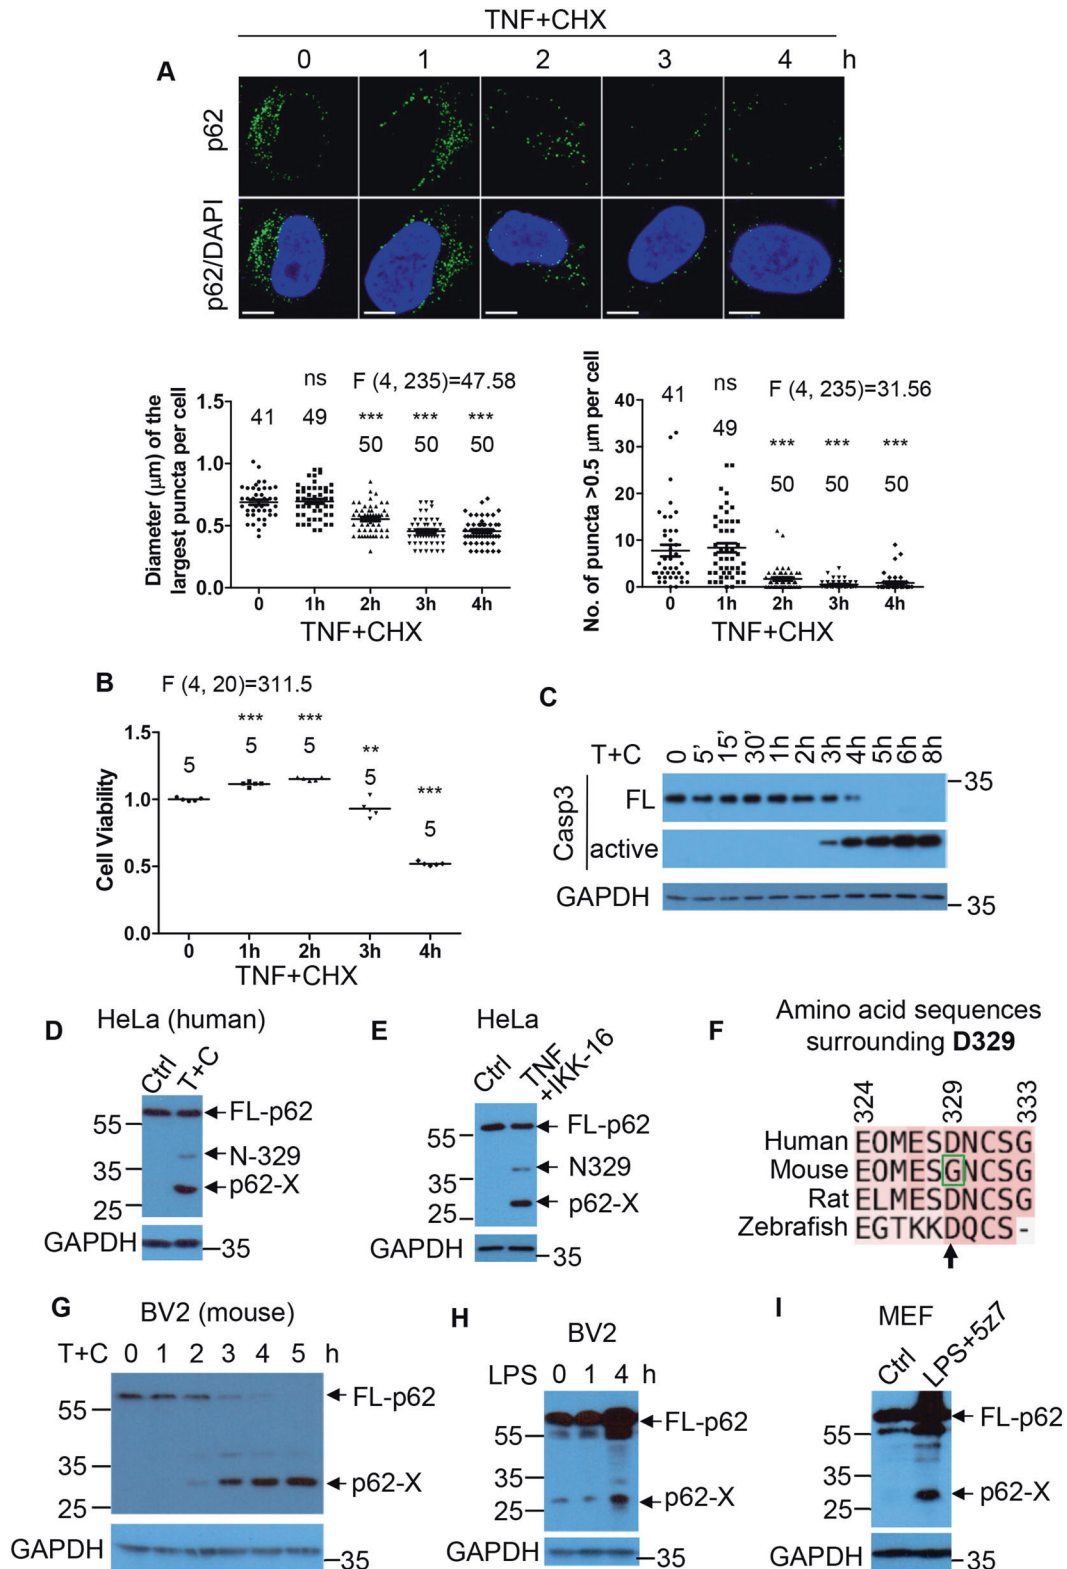 TNF+CHX
0 1 2 3 4 h
A
p62
p62/DAPI
ns F (4, 235)=47.58
41 49 *** *** ***
50 50 50
Diameter (µm) of the
largest puncta per cell
1.5
1.0
0.5
0.0
0 1h 2h 3h 4h
TNF+CHX
ns F (4, 235)=31.56
41
49 *** *** ***
50 50 50
No. of puncta >0.5 µm per cell
40
30
20
10
0
0 1h 2h 3h 4h
TNF+CHX
B
F (4, 20)=311.5
*** ***
5 5 5 **
5 ***
5
Cell Viability
1.5
1.0
0.5
0.0
0 1h 2h 3h 4h
TNF+CHX
C
T+C 0 5' 15' 30' 1h 2h 3h 4h 5h 6h 8h
Casp3
FL
35
active
GAPDH
35
D
HeLa (human)
Ctrl T+C
FL-p62
55
N-329
35
p62-X
25
GAPDH
35
E
HeLa
Ctrl TNF
+IKK-16
FL-p62
55
N329
35
p62-X
25
GAPDH
35
F
Amino acid sequences
surrounding D329
324 329 333
Human EOMESDNCSG
Mouse EOMESGNCSG
Rat ELMESDNCSG
Zebrafish EGTKKDQCS-
G
BV2 (mouse)
T+C 0 1 2 3 4 5 h
FL-p62
55
35
p62-X
25
GAPDH
35
H
BV2
LPS 0 1 4 h
FL-p62
55
35
p62-X
25
GAPDH
35
I
MEF
Ctrl LPS+5z7
FL-p62
55
35
p62-X
25
GAPDH
35